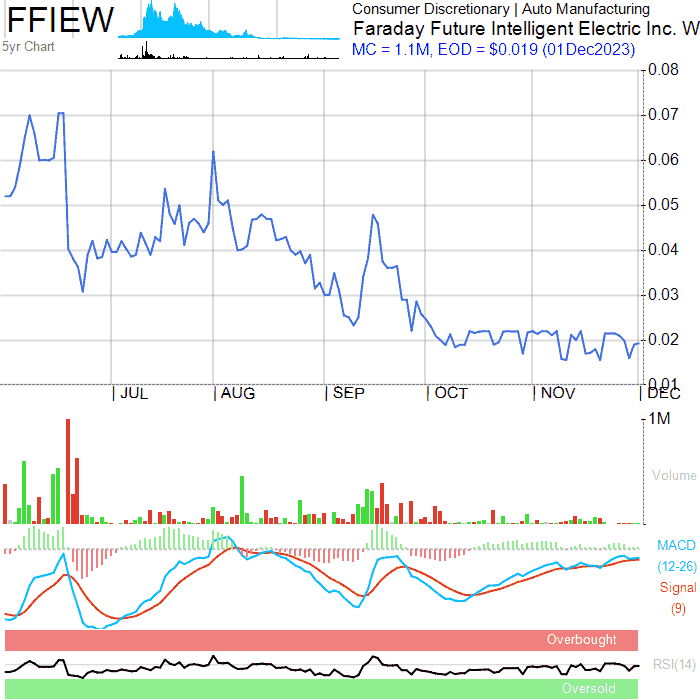 FFIEW
5yr Chart
Consumer Discretionary | Auto Manufacturing
Faraday Future Intelligent Electric Inc. W
MC = 1.1M, EOD = $0.019 (01Dec2023)
0.08
0.07
0.06
0.05
0.04
0.03
0.02
0.01
| JUL | AUG | SEP | OCT | NOV | DEC
1M
Volume
MACD
(12-26)
Signal
(9)
Overbought
RSI(14)
Oversold